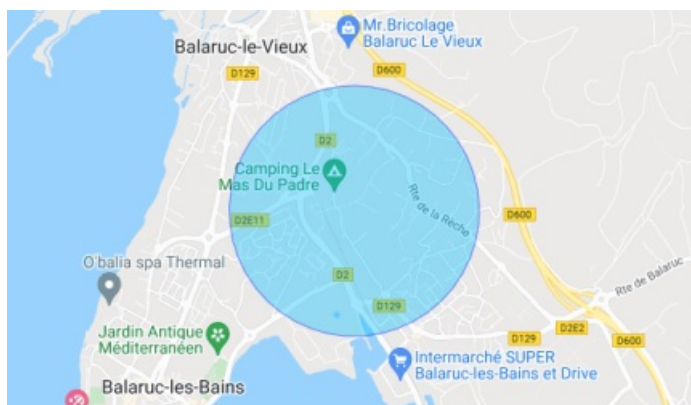 Mr.Bricolage
Balaruc Le Vieux
Balaruc-le-Vieux
D129
D600
D2
Camping Le
Mas Du Padre
Rte de la Rèche
D2E11
D600
O'balia spa Thermal
D2
Rte de Balaruc
D129
Jardin Antique
Méditerranéen
D129
D2E2
D600
Intermarché SUPER
Balaruc-les-Bains et Drive
Balaruc-les-Bains